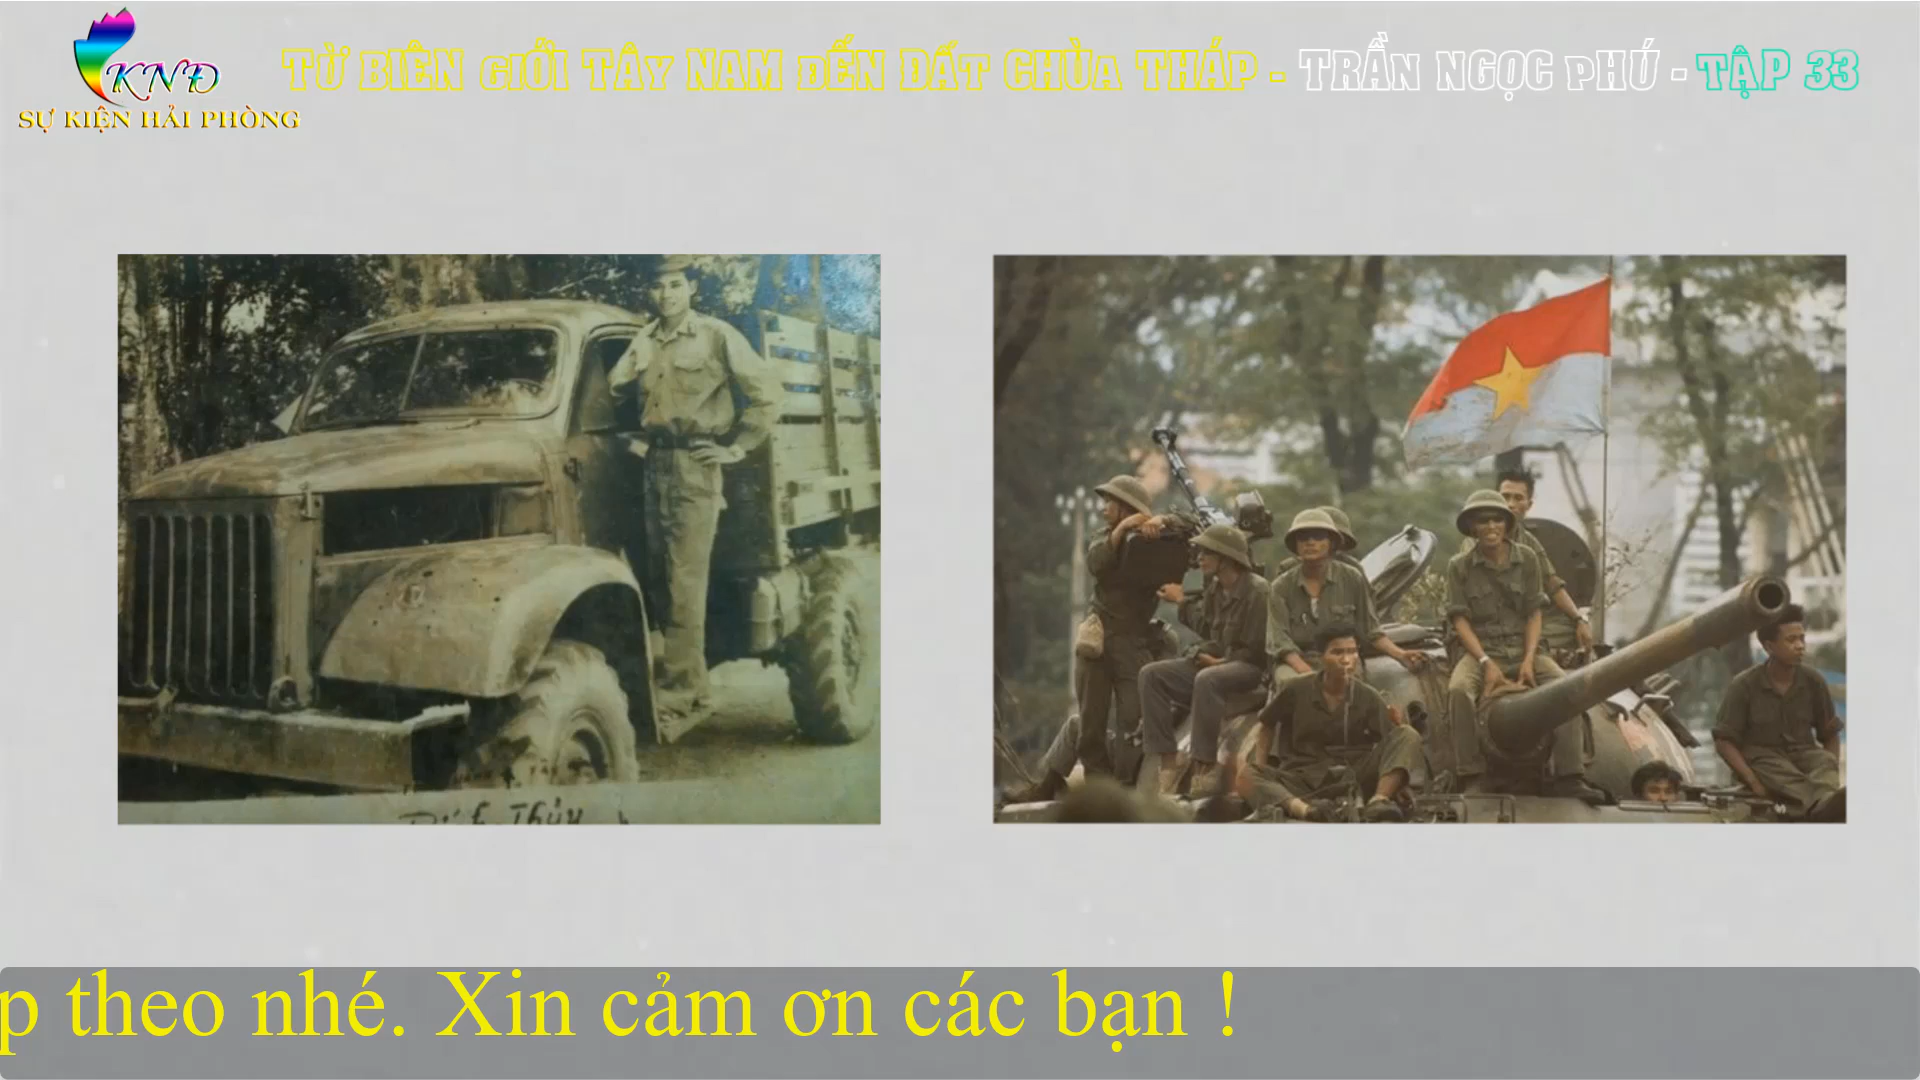 KNĐ
SỰ KIỆN HẢI PHÒNG
TỪ BIÊN GIỚI TÂY NAM ĐẾN ĐẤT CHÙA THÁP - TRẦN NGỌC PHÚ - TẬP 33
Thủy
p theo nhé. Xin cảm ơn các bạn !